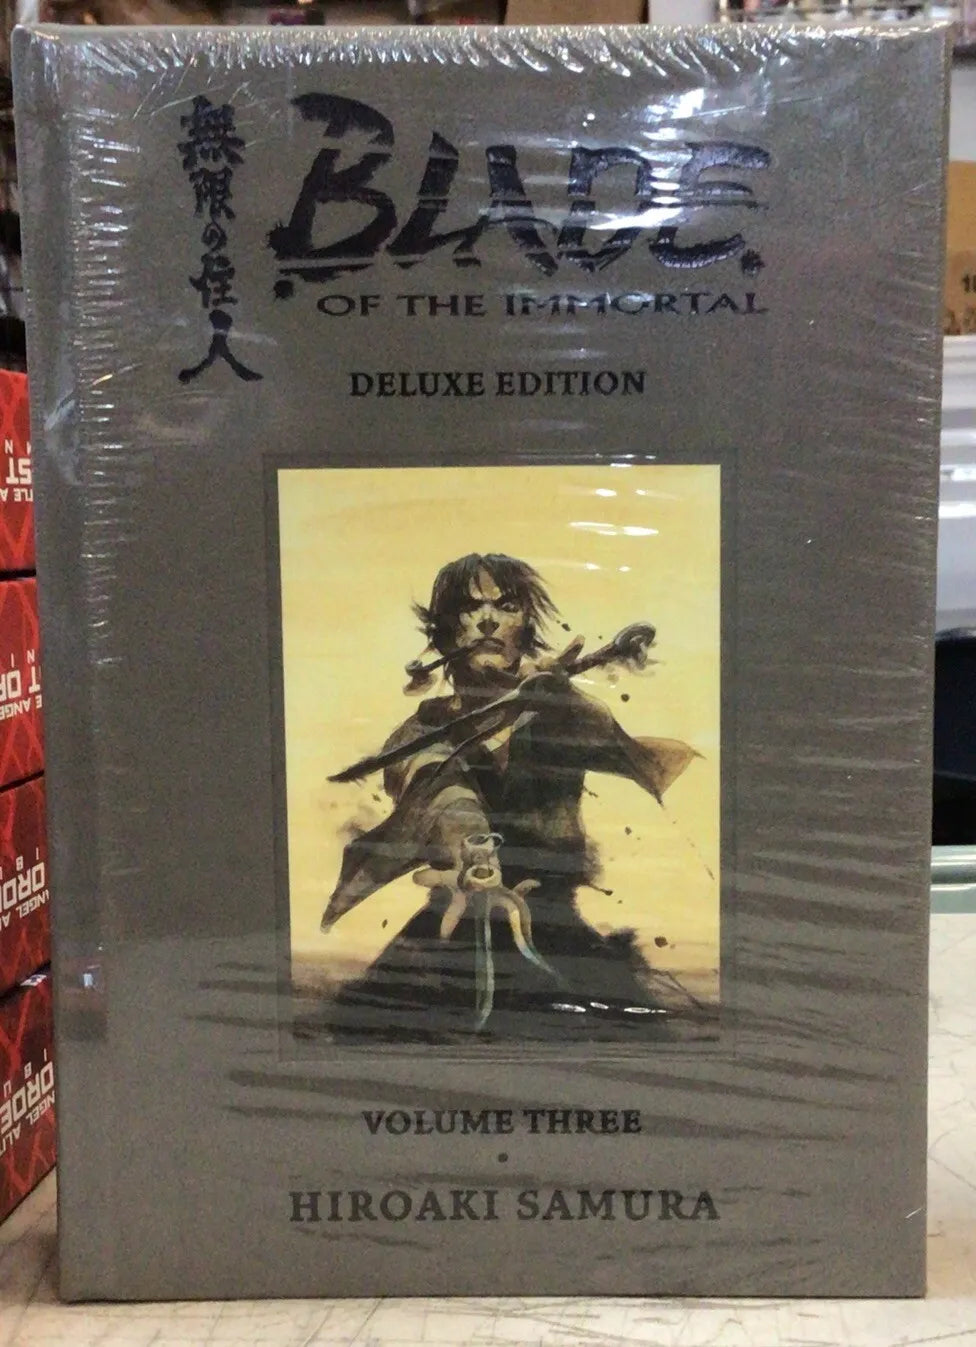 無限の住人
BLADE
OF THE IMMORTAL
DELUXE EDITION
VOLUME THREE
•
HIROAKI SAMURA